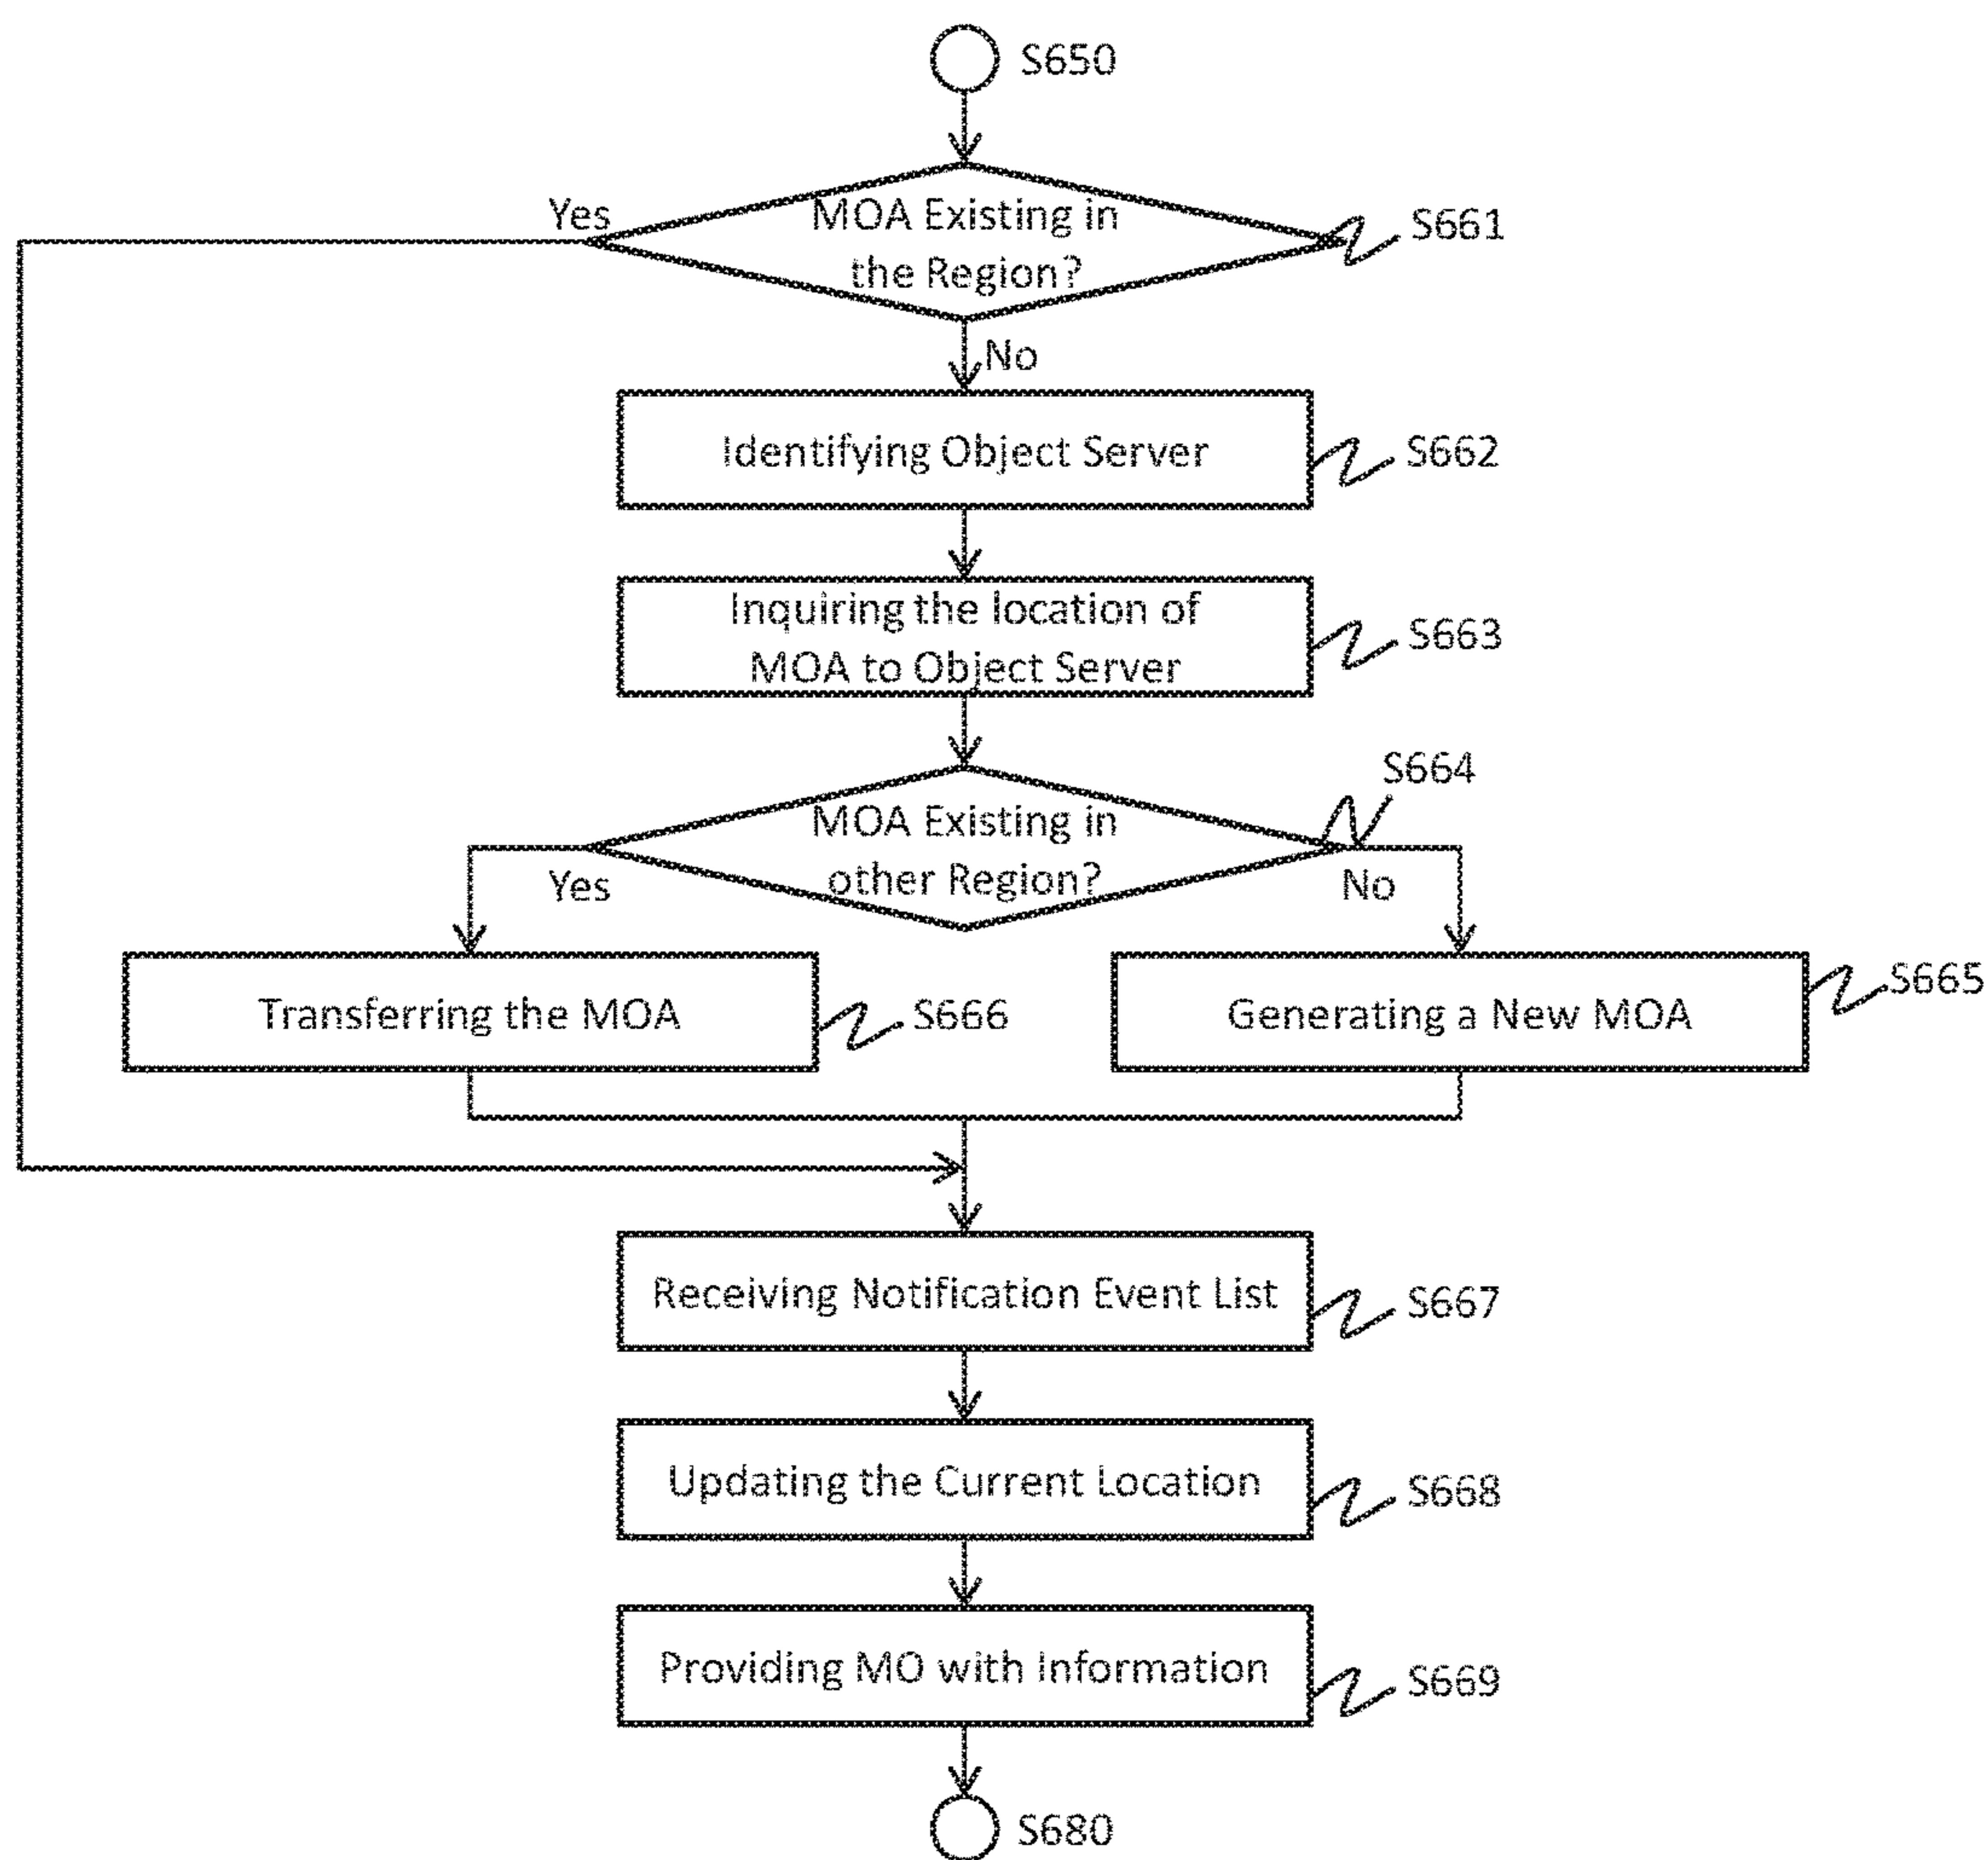 S650
Yes
MOA Existing in
the Region?
S661
No
Identifying Object Server
S662
Inquiring the location of
MOA to Object Server
S663
S664
MOA Existing in
other Region?
Yes
No
Transferring the MOA
S666
Generating a New MOA
S665
Receiving Notification Event List
S667
Updating the Current Location
S668
Providing MO with Information
S669
S680